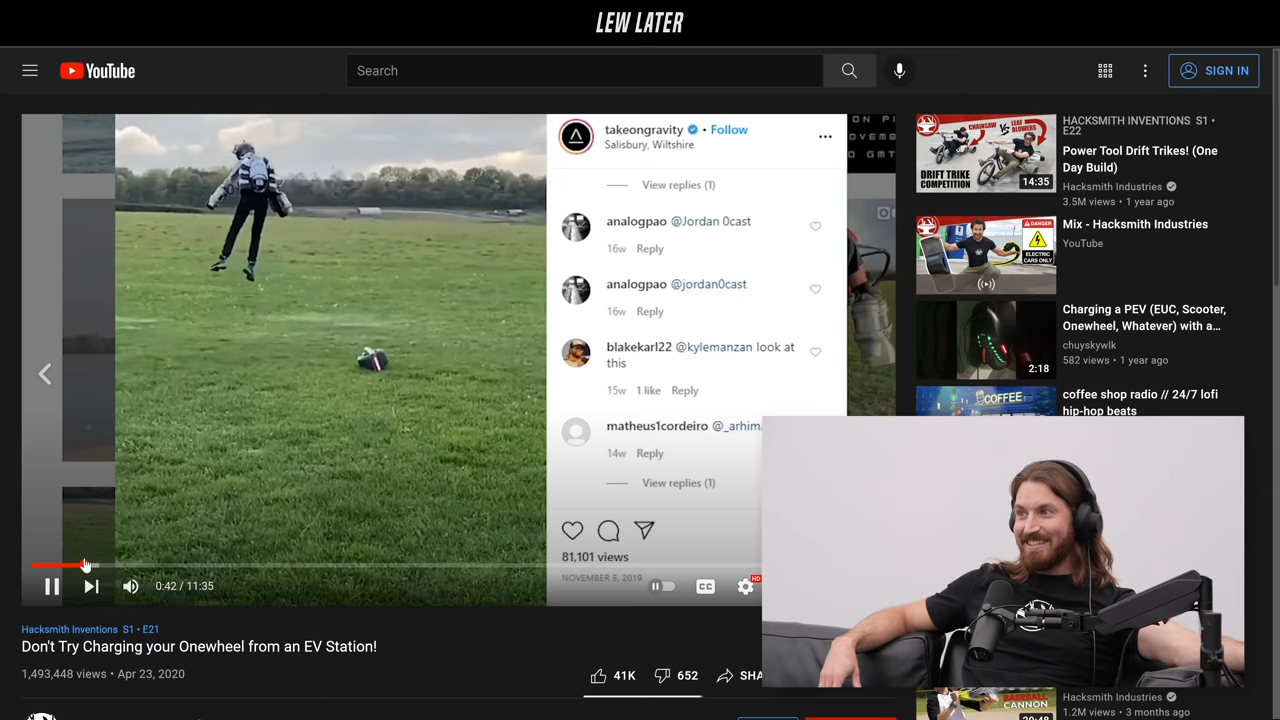 LEW LATER
YouTube
Search
SIGN IN
takeongravity • Follow
Salisbury, Wiltshire
View replies (1)
analogpao @Jordan 0cast
16w Reply
analogpao @jordan0cast
16w Reply
blakekarl22 @kylemanzan look at
this
15w 1 like Reply
matheus1cordeiro @_arhima
14w Reply
View replies (1)
81,101 views
NOVEMBER 5, 2019
0:42 / 11:35
CC
HD
Hacksmith Inventions S1 • E21
Don't Try Charging your Onewheel from an EV Station!
1,493,448 views • Apr 23, 2020
41K
652
SHA
CHAINSAW
VS
LEAF
BLOWERS
DRIFT TRIKE
COMPETITION
14:35
HACKSMITH INVENTIONS S1 •
E22
Power Tool Drift Trikes! (One
Day Build)
Hacksmith Industries
3.5M views • 1 year ago
DANGER
ELECTRIC
CARS ONLY
Mix - Hacksmith Industries
YouTube
2:18
Charging a PEV (EUC, Scooter,
Onewheel, Whatever) with a...
chuyskywlk
582 views • 1 year ago
COFFEE
coffee shop radio // 24/7 lofi
hip-hop beats
BASEBALL
CANNON
Hacksmith Industries
1.2M views • 3 months ago